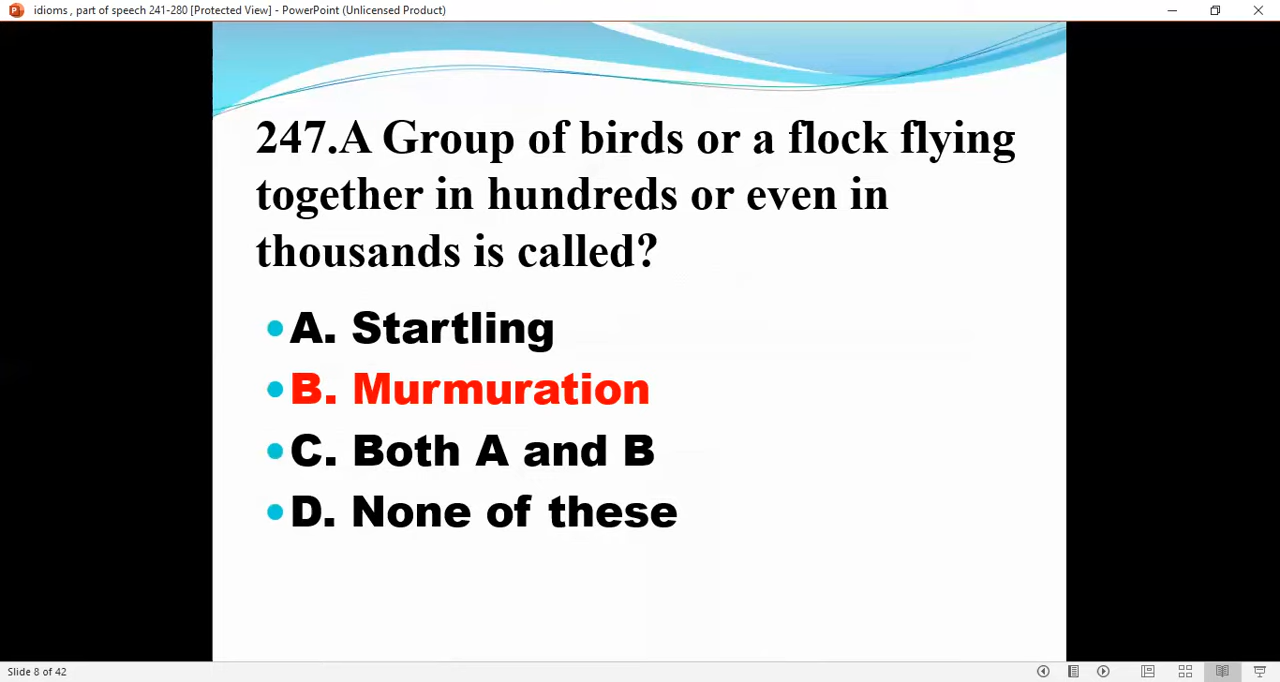 idioms , part of speech 241-280 [Protected View] - PowerPoint (Unlicensed Product)
247.A Group of birds or a flock flying
together in hundreds or even in
thousands is called?
A. Startling
B. Murmuration
C. Both A and B
D. None of these
Slide 8 of 42